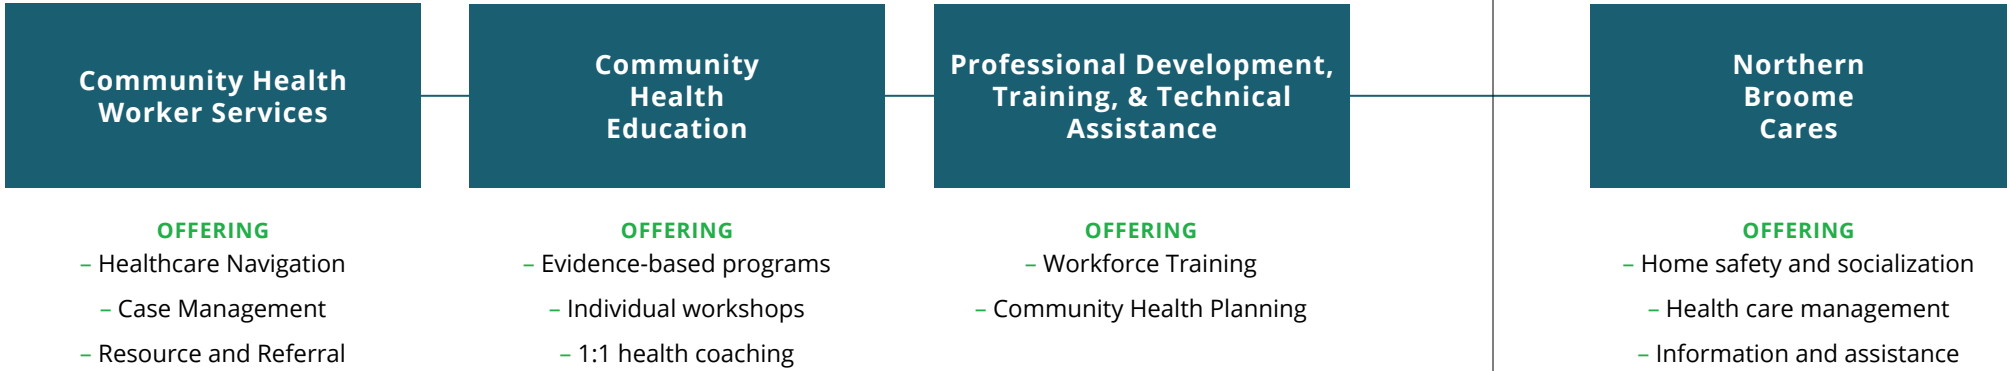 Community Health
Worker Services
OFFERING
– Healthcare Navigation
– Case Management
– Resource and Referral
Community
Health
Education
OFFERING
– Evidence-based programs
– Individual workshops
– 1:1 health coaching
Professional Development,
Training, & Technical
Assistance
OFFERING
– Workforce Training
– Community Health Planning
Northern
Broome
Cares
OFFERING
– Home safety and socialization
– Health care management
– Information and assistance